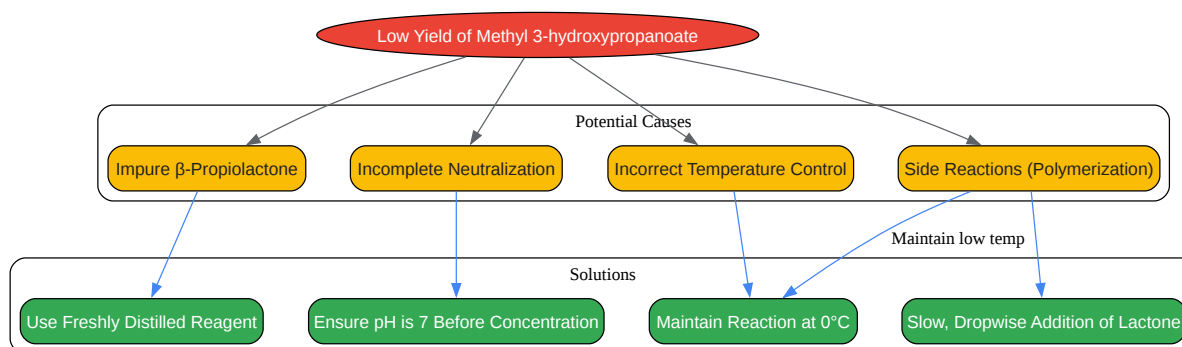 Low Yield of Methyl 3-hydroxypropanoate
Potential Causes
Impure β-Propiolactone
Incomplete Neutralization
Incorrect Temperature Control
Side Reactions (Polymerization)
Maintain low temp
Solutions
Use Freshly Distilled Reagent
Ensure pH is 7 Before Concentration
Maintain Reaction at 0°C
Slow, Dropwise Addition of Lactone